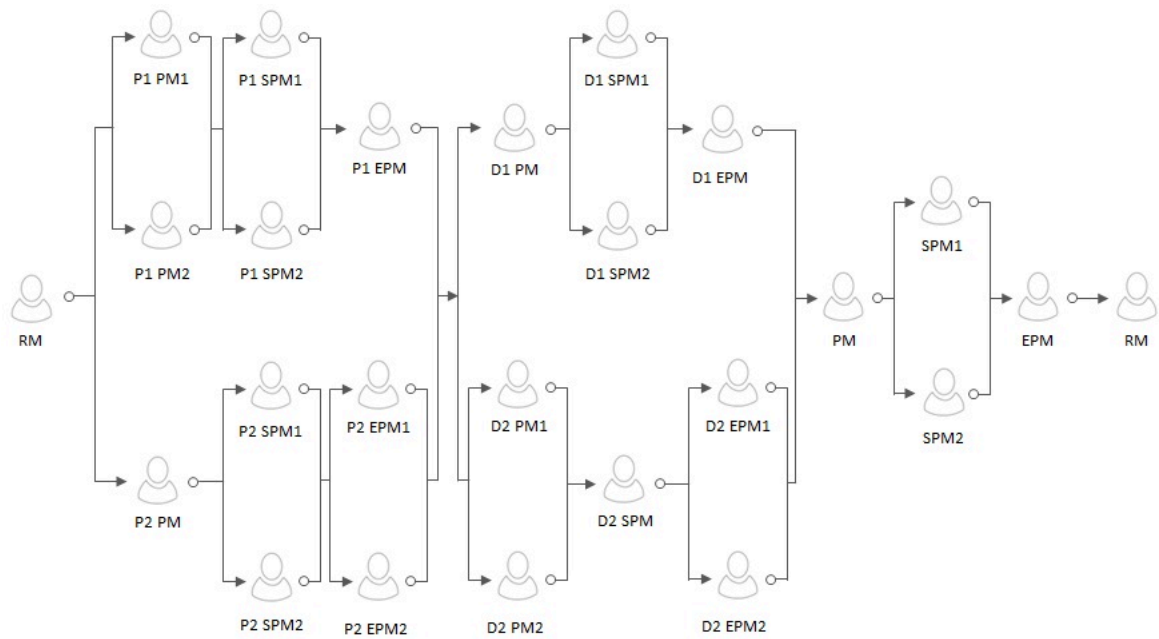 P1 PM1
P1 SPM1
D1 SPM1
P1 EPM
D1 PM
D1 EPM
P1 PM2
P1 SPM2
D1 SPM2
SPM1
RM
PM
EPM
RM
P2 SPM1
P2 EPM1
D2 PM1
D2 EPM1
SPM2
P2 PM
D2 SPM
P2 SPM2
P2 EPM2
D2 PM2
D2 EPM2